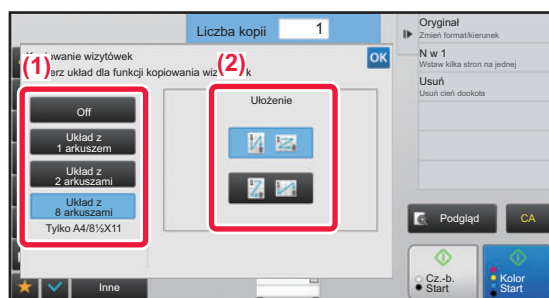 Liczba kopii 1
Kopiowanie wizytówek
(1)
(2)
OK
Off
Układ z
1 arkuszem
Układ z
2 arkuszami
Układ z
8 arkuszami
Tylko A4/8½X11
Ułożenie
Inne
Oryginał
Zmień format/kierunek
N w 1
Wstaw kilka stron na jednej
Usuń
Usuń cień dookoła
Podgląd
CA
Cz.-b.
Start
Kolor
Start